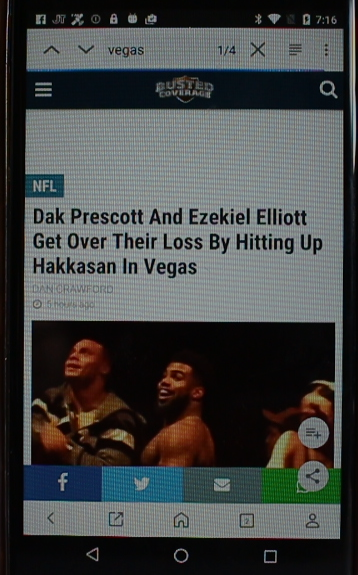 7:16
vegas 1/4
BUSTED
COVERAGE
NFL
Dak Prescott And Ezekiel Elliott
Get Over Their Loss By Hitting Up
Hakkasan In Vegas
DAN CRAWFORD
5 hours ago
f
2